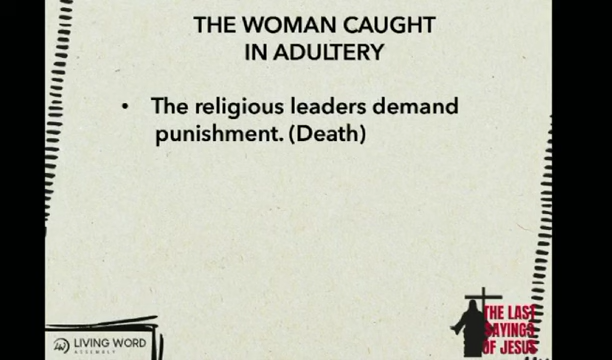 THE WOMAN CAUGHT
IN ADULTERY
• The religious leaders demand
punishment. (Death)
LIVING WORD
ASSEMBLY
THE LAST
SAYINGS
OF JESUS